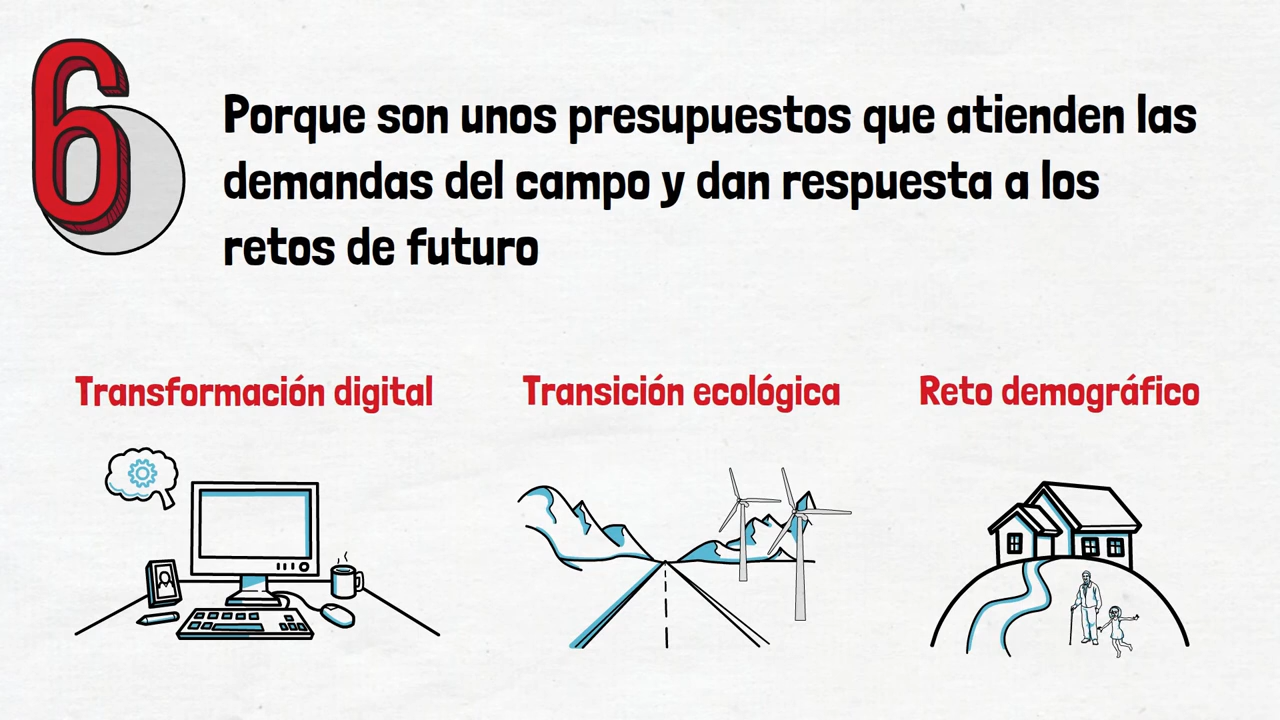 6
Porque son unos presupuestos que atienden las
demandas del campo y dan respuesta a los
retos de futuro
Transformación digital
Transición ecológica
Reto demográfico